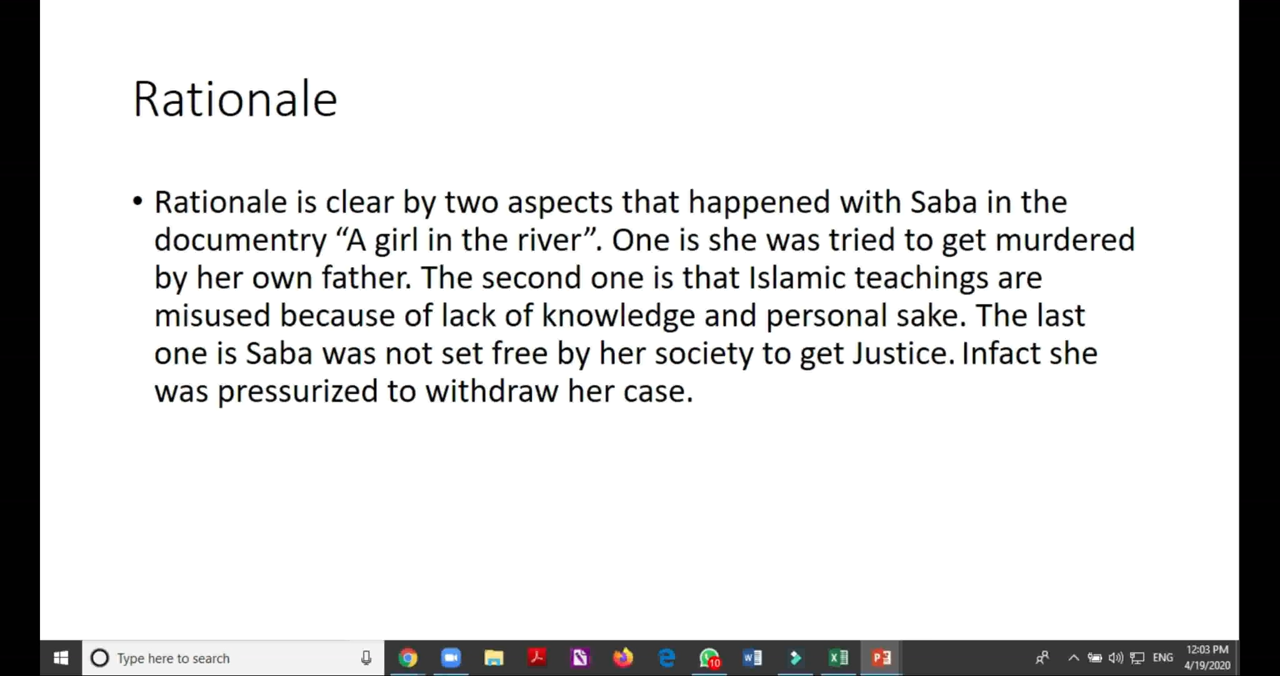 Rationale
• Rationale is clear by two aspects that happened with Saba in the
documentry “A girl in the river”. One is she was tried to get murdered
by her own father. The second one is that Islamic teachings are
misused because of lack of knowledge and personal sake. The last
one is Saba was not set free by her society to get Justice. Infact she
was pressurized to withdraw her case.
Type here to search
10
ENG
12:03 PM
4/19/2020